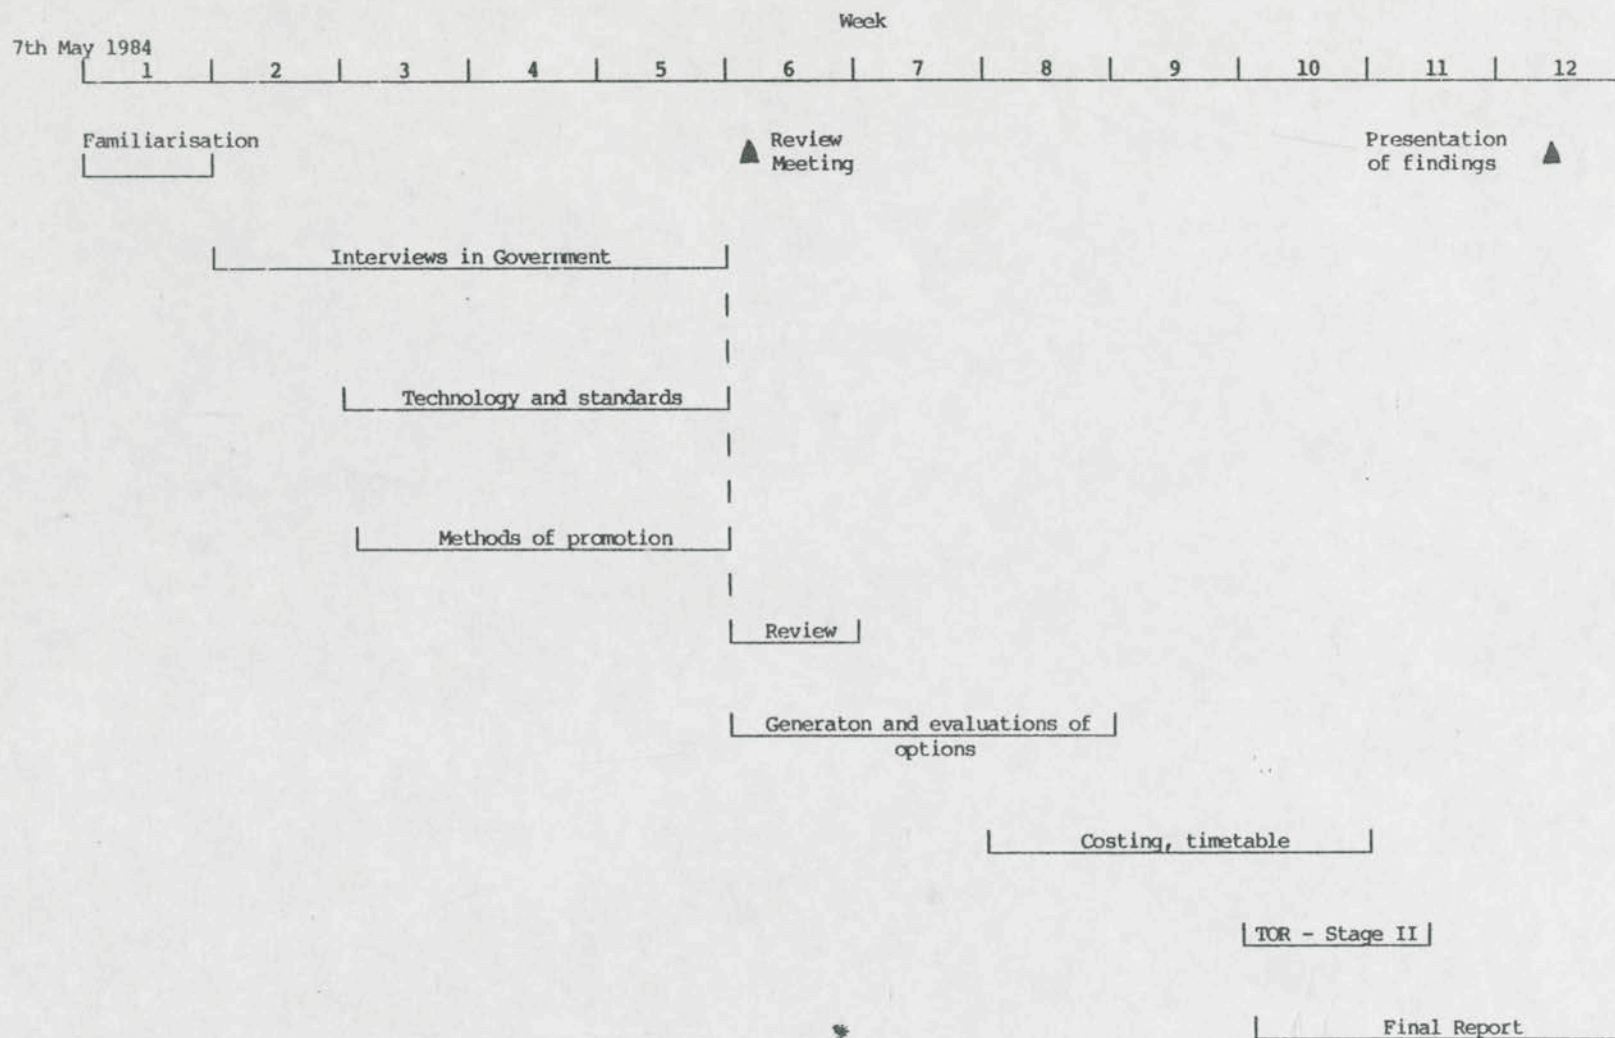 Week
7th May 1984
1 2 3 4 5 6 7 8 9 10 11 12
Familiarisation
Review
Meeting
Presentation
of findings
Interviews in Government
Technology and standards
Methods of promotion
Review
Generaton and evaluations of
options
Costing, timetable
TOR - Stage II
Final Report